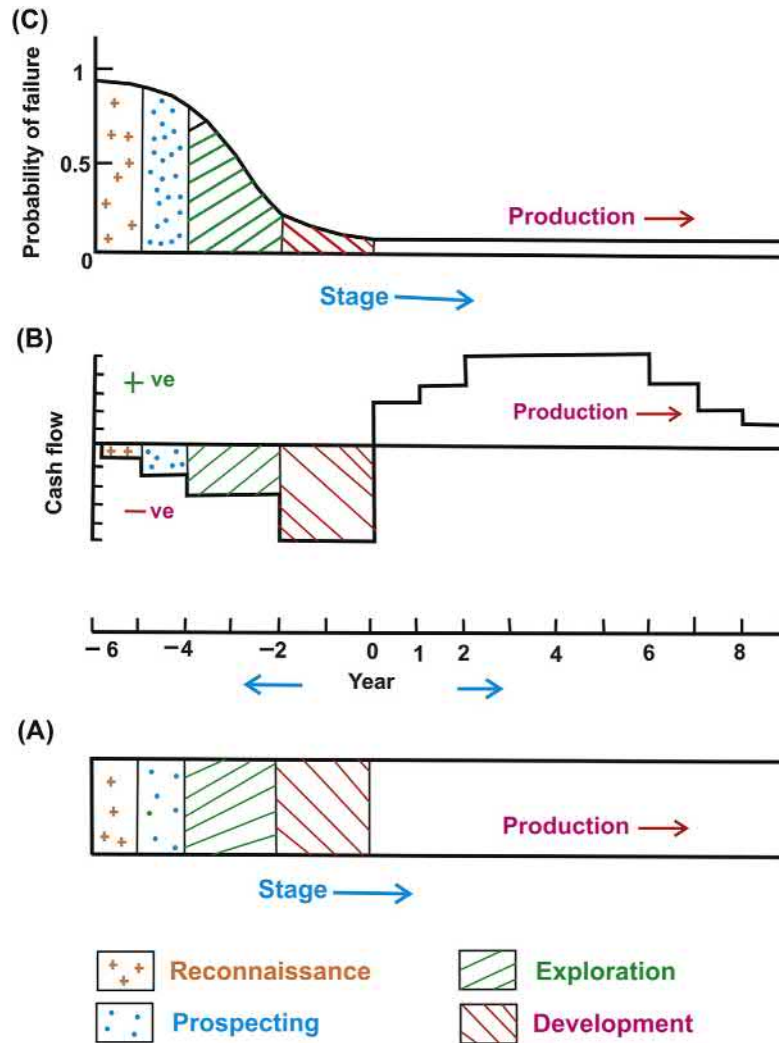 (C)
Probability of failure
1
0.5
0
Production
Stage
(B)
Cash flow
+ ve
– ve
Production
– 6 –4 –2 0 1 2 4 6 8
Year
(A)
Production
Stage
Reconnaissance
Exploration
Prospecting
Development